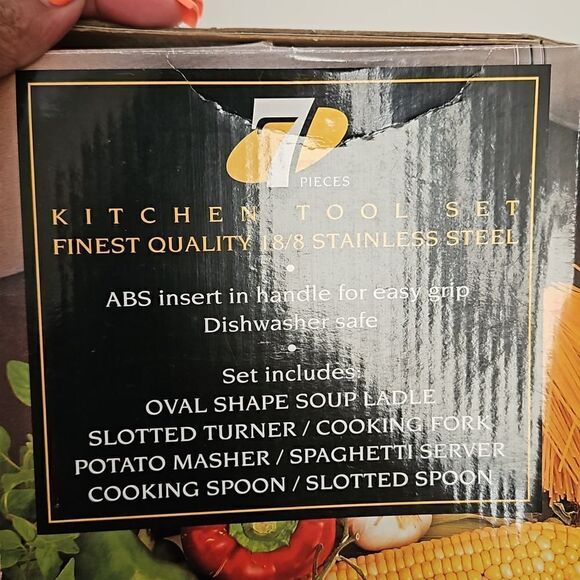 7
PIECES
KITCHEN TOOL SET
FINEST QUALITY 18/8 STAINLESS STEEL
•
ABS insert in handle for easy grip
Dishwasher safe
•
Set includes:
OVAL SHAPE SOUP LADLE
SLOTTED TURNER / COOKING FORK
POTATO MASHER / SPAGHETTI SERVER
COOKING SPOON / SLOTTED SPOON